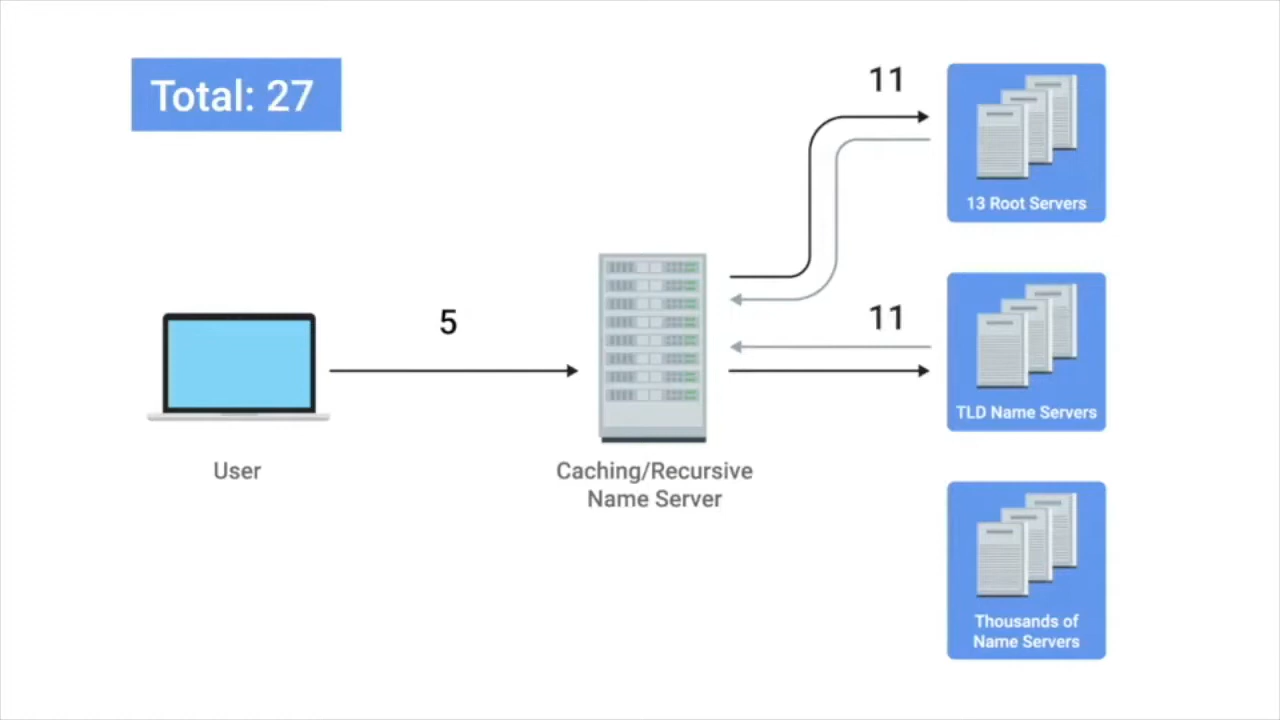 Total: 27
11
13 Root Servers
5
11
TLD Name Servers
User
Caching/Recursive
Name Server
Thousands of
Name Servers